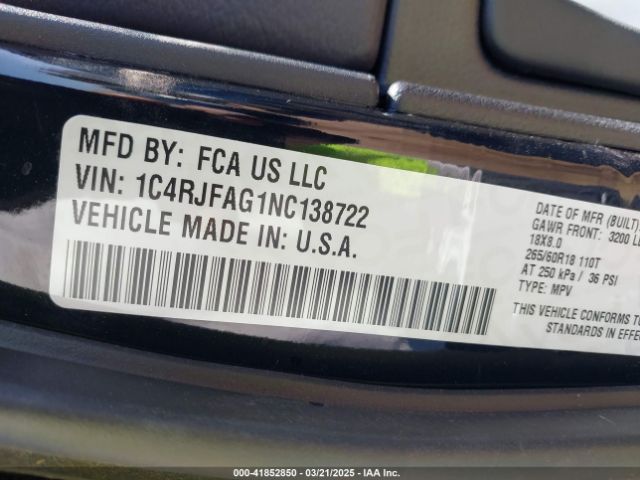 MFD BY: FCA US LLC
VIN: 1C4RJFAG1NC138722
VEHICLE MADE IN: U.S.A.
DATE OF MFR (BUILT):
GAWR FRONT: 3200 L
18X8.0
265/60R18 110T
AT 250 kPa / 36 PSI
TYPE: MPV
THIS VEHICLE CONFORMS TO
STANDARDS IN EFFE
000-41852850 - 03/21/2025 - IAA, Inc.